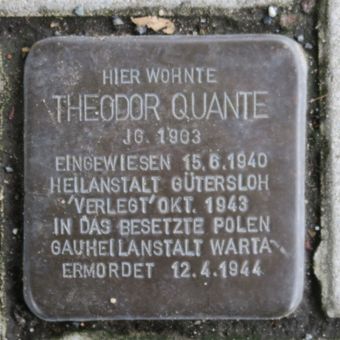 HIER WOHNTE
THEODOR QUANTE
JG. 1903
EINGEWIESEN 15.6.1940
HEILANSTALT GÜTERSLOH
'VERLEGT' OKT. 1943
IN DAS BESETZTE POLEN
GAUHEILANSTALT WARTA
ERMORDET 12.4.1944